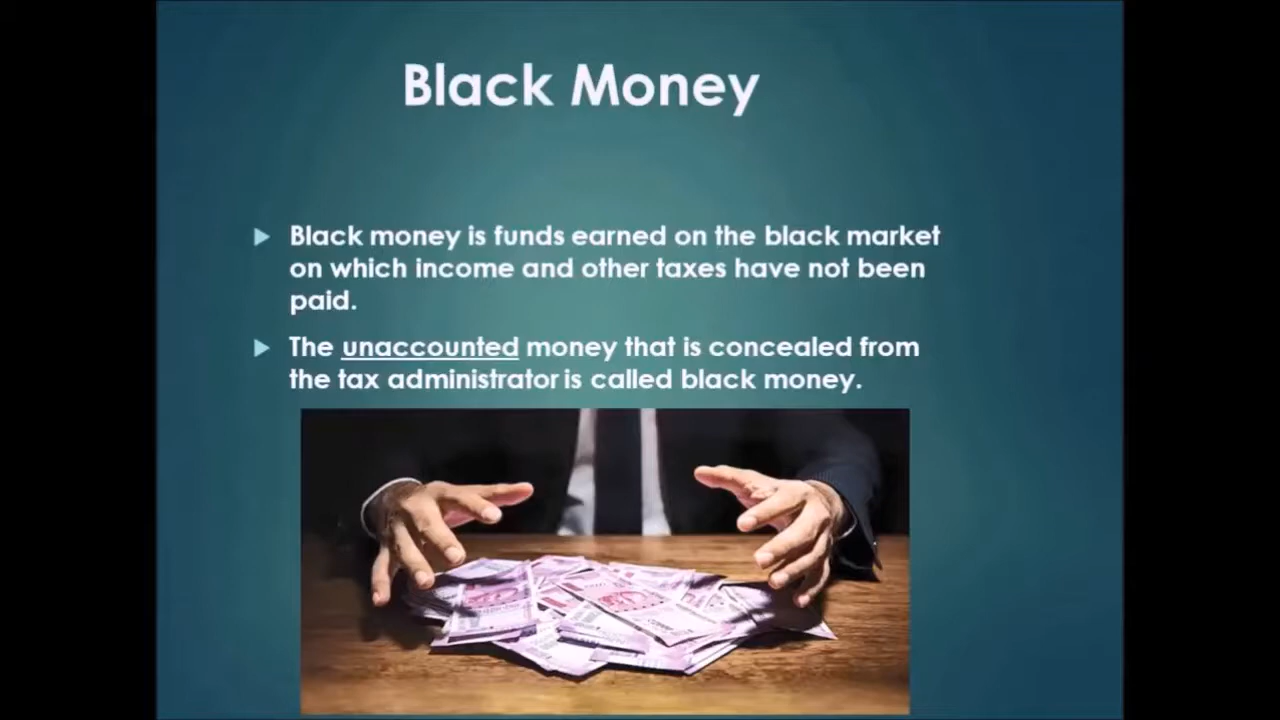 Black Money
Black money is funds earned on the black market
on which income and other taxes have not been
paid.
The unaccounted money that is concealed from
the tax administrator is called black money.